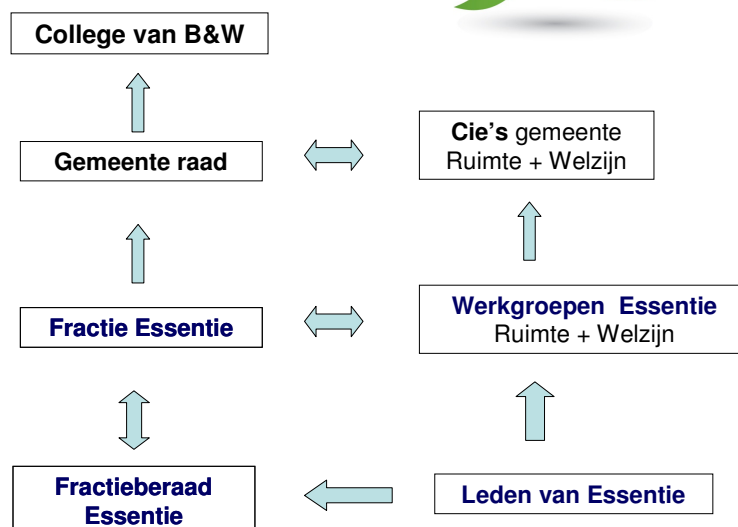 College van B&W
Gemeente raad
Cie's gemeente
Ruimte + Welzijn
Fractie Essentie
Werkgroepen Essentie
Ruimte + Welzijn
Fractieberaad
Essentie
Leden van Essentie